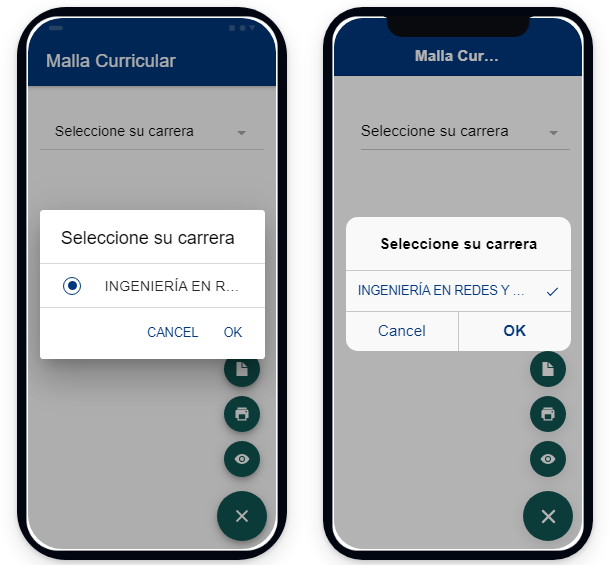 Malla Curricular
Seleccione su carrera
Seleccione su carrera
INGENIERÍA EN R...
CANCEL OK
Malla Cur...
Seleccione su carrera
Seleccione su carrera
INGENIERÍA EN REDES Y ...
Cancel OK